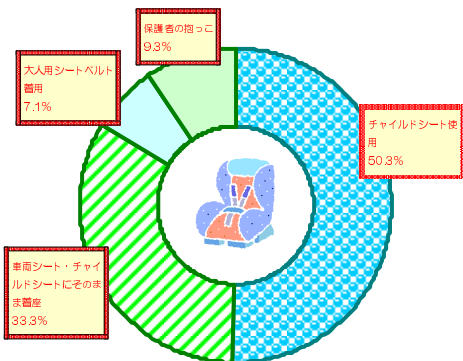 保護者の抱っこ
9.3%
大人用シートベルト
着用
7.1%
チャイルドシート使
用
50.3%
車両シート・チャイ
ルドシートにそのま
ま着座
33.3%